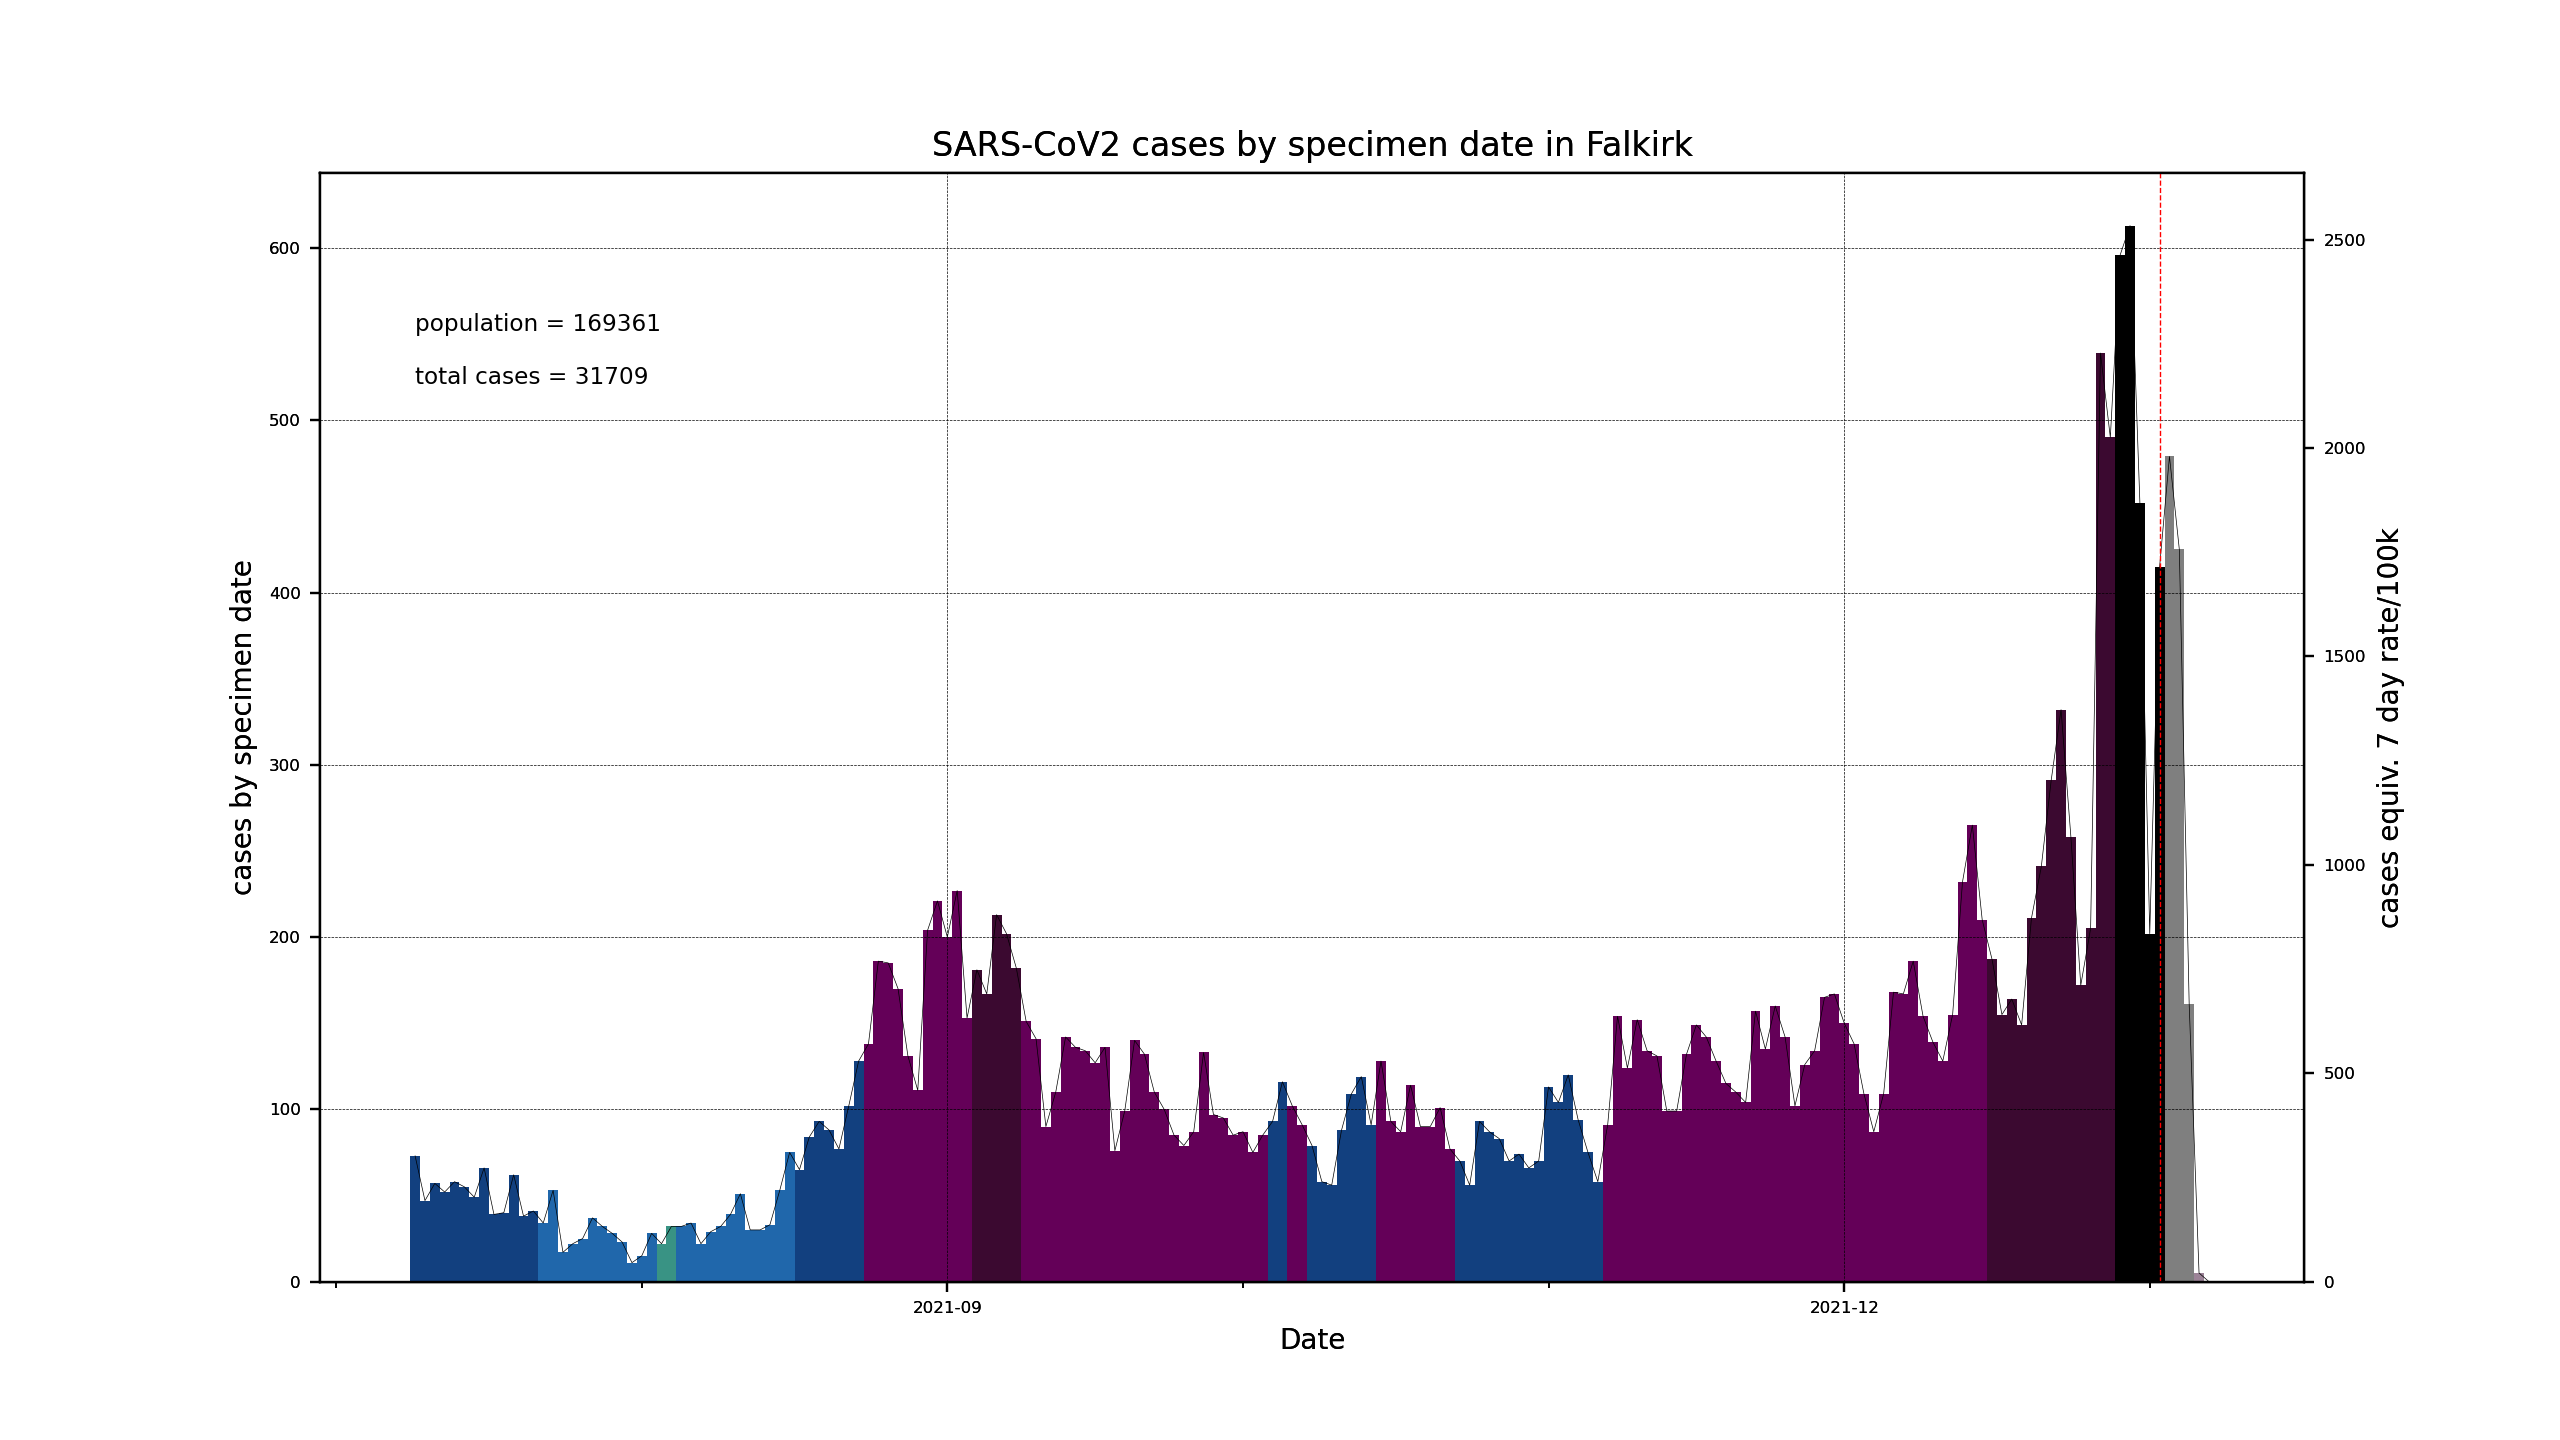 SARS-CoV2 cases by specimen date in Falkirk
population = 169361
total cases = 31709
cases by specimen date
600
500
400
300
200
100
0
2500
2000
1500
1000
500
0
cases equiv. 7 day rate/100k
2021-09
2021-12
Date